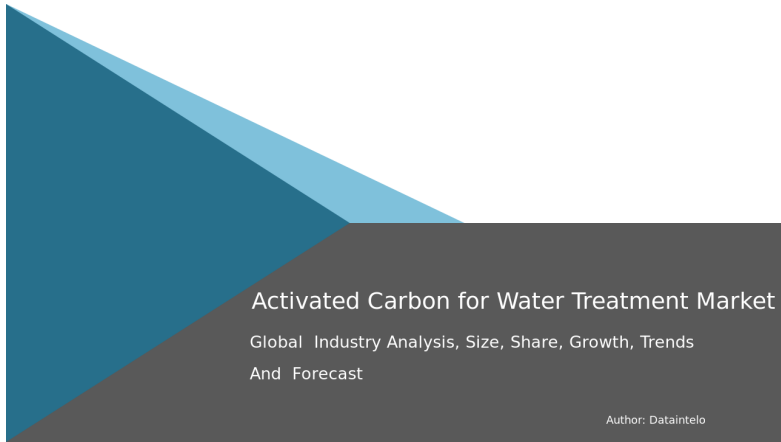 Activated Carbon for Water Treatment Market
Global  Industry Analysis, Size, Share, Growth, Trends
And  Forecast
Author: Dataintelo